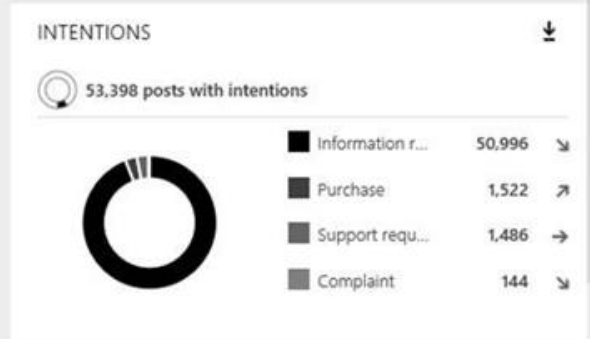 INTENTIONS
53,398 posts with intentions
Information r... 50,996
Purchase 1,522
Support requ... 1,486
Complaint 144